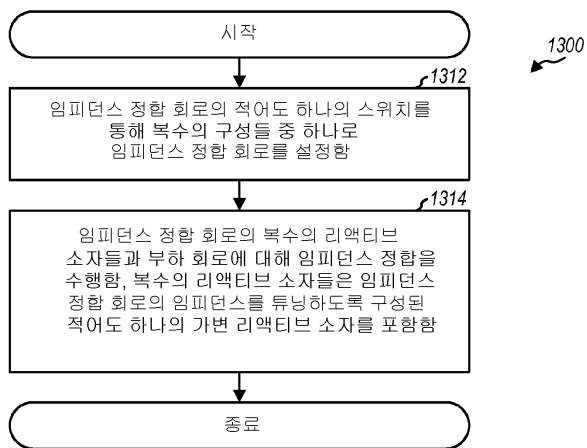 시작
1300
1312
임피던스 정합 회로의 적어도 하나의 스위치를
통해 복수의 구성들 중 하나로
임피던스 정합 회로를 설정함
1314
임피던스 정합 회로의 복수의 리액티브
소자들과 부하 회로에 대해 임피던스 정합을
수행함, 복수의 리액티브 소자들은 임피던스
정합 회로의 임피던스를 튜닝하도록 구성된
적어도 하나의 가변 리액티브 소자를 포함함
종료